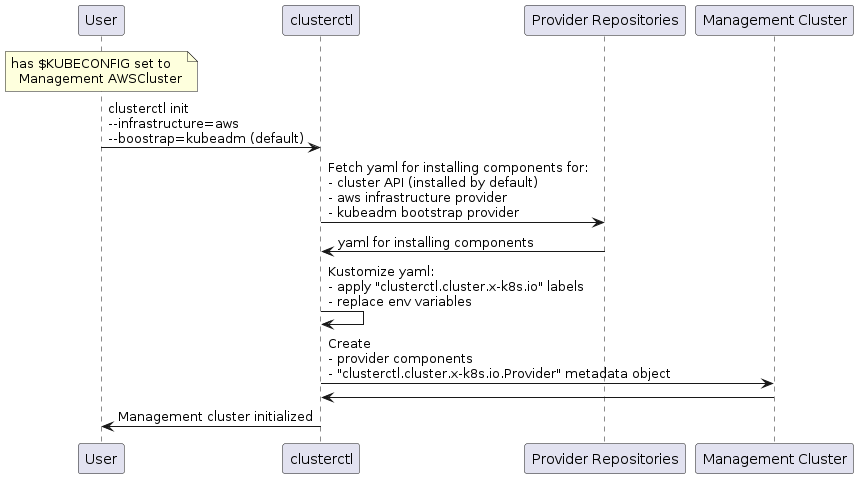 User
clusterctl
Provider Repositories
Management Cluster
has $KUBECONFIG set to
Management AWSCluster
clusterctl init
--infrastructure=aws
--boostrap=kubeadm (default)
Fetch yaml for installing components for:
- cluster API (installed by default)
- aws infrastructure provider
- kubeadm bootstrap provider
yaml for installing components
Kustomize yaml:
- apply "clusterctl.cluster.x-k8s.io" labels
- replace env variables
Create
- provider components
- "clusterctl.cluster.x-k8s.io.Provider" metadata object
Management cluster initialized
User
clusterctl
Provider Repositories
Management Cluster